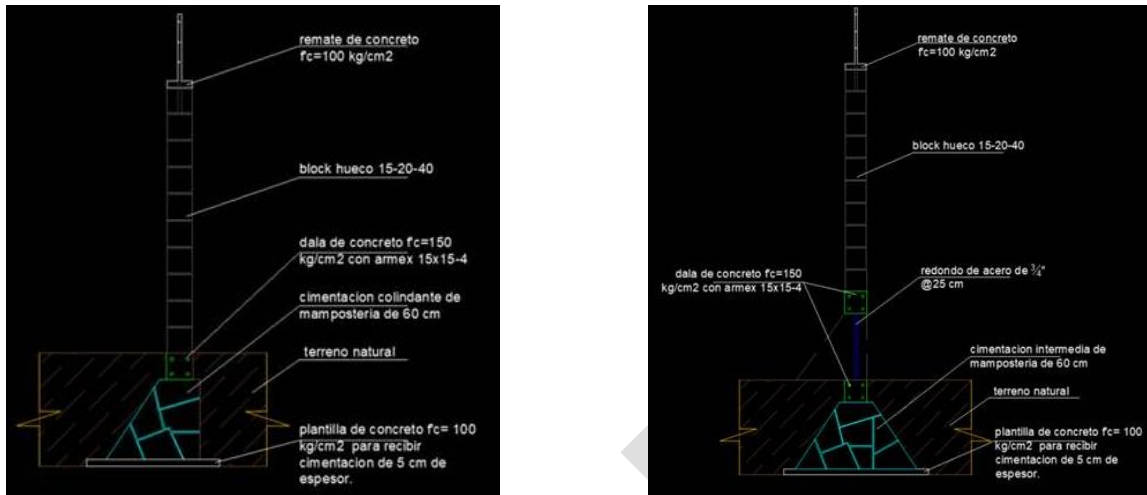 remate de concreto
f'c=100 kg/cm2
block hueco 15-20-40
dala de concreto f'c=150
kg/cm2 con armex 15x15-4
cimentacion colindante de
mamposteria de 60 cm
terreno natural
plantilla de concreto f'c= 100
kg/cm2 para recibir
cimentacion de 5 cm de
espesor.
remate de concreto
f'c=100 kg/cm2
block hueco 15-20-40
dala de concreto f'c=150
kg/cm2 con armex 15x15-4
redondo de acero de ¾"
@25 cm
cimentacion intermedia de
mamposteria de 60 cm
terreno natural
plantilla de concreto f'c= 100
kg/cm2 para recibir
cimentacion de 5 cm de
espesor.